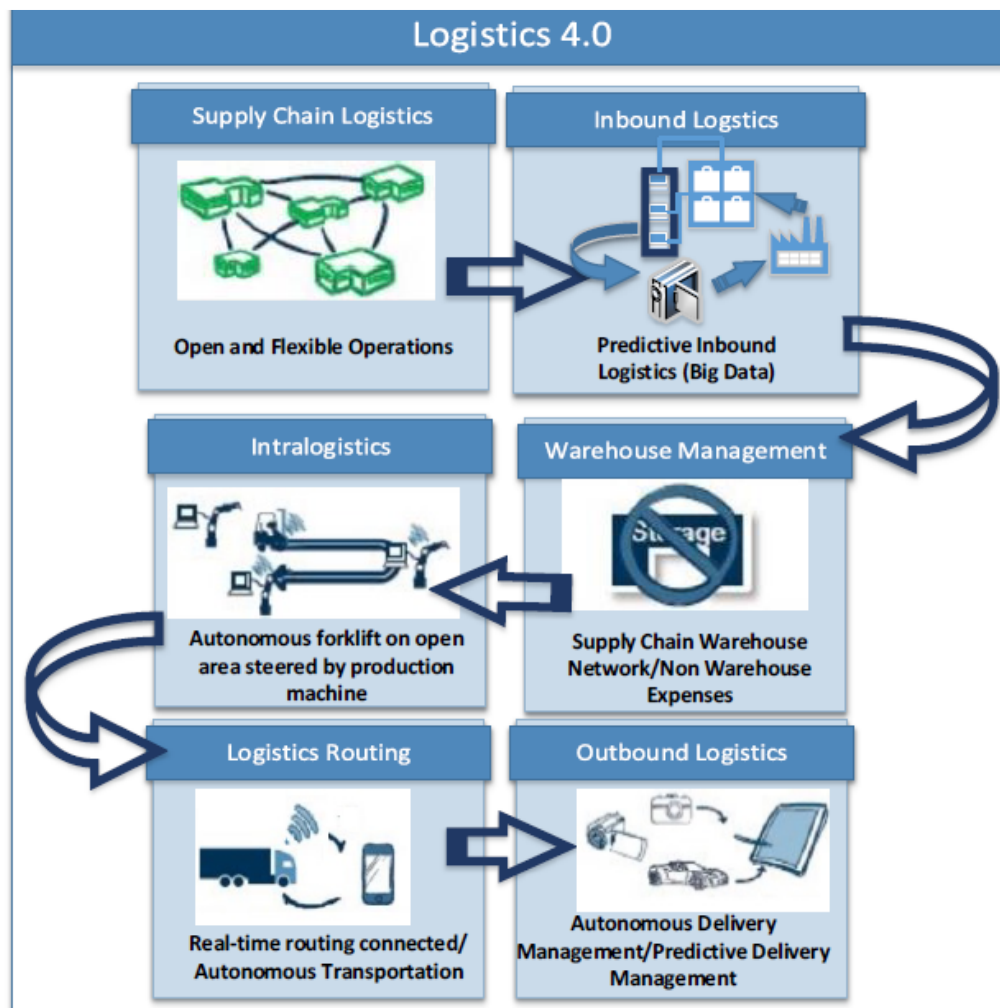 Logistics 4.0
Supply Chain Logistics
Open and Flexible Operations
Inbound Logstics
Predictive Inbound
Logistics (Big Data)
Warehouse Management
Storage
Supply Chain Warehouse
Network/Non Warehouse
Expenses
Intralogistics
Autonomous forklift on open
area steered by production
machine
Logistics Routing
Real-time routing connected/
Autonomous Transportation
Outbound Logistics
Autonomous Delivery
Management/Predictive Delivery
Management